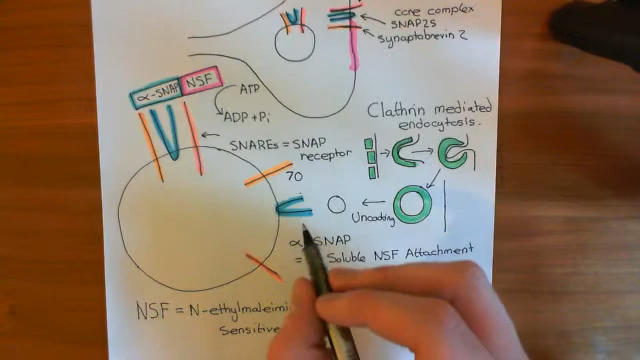 core complex
SNAP25
synaptobrevin 2
α-SNAP NSF
ATP
ADP + Pi
SNAREs = SNAP
receptor
70
Clathrin mediated
endocytosis.
Uncoating
SNAP
= Soluble NSF Attachment
NSF = N-ethylmaleimi
Sensitive